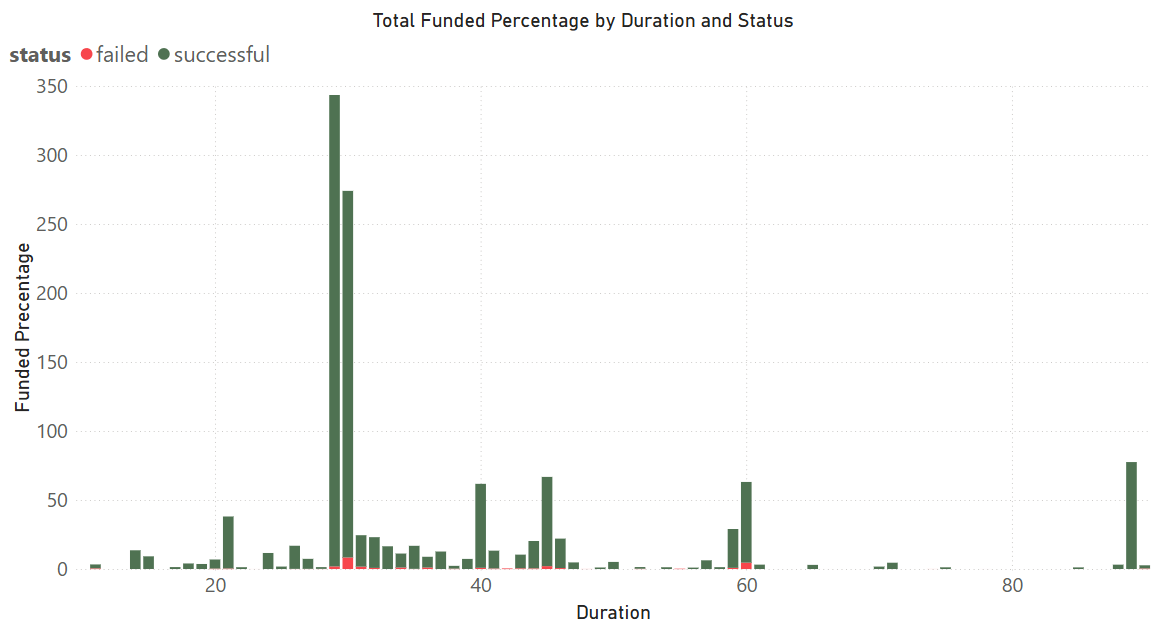 Total Funded Percentage by Duration and Status
status failed successful
350
300
250
200
150
100
50
0
Funded Precentage
20 40 60 80
Duration